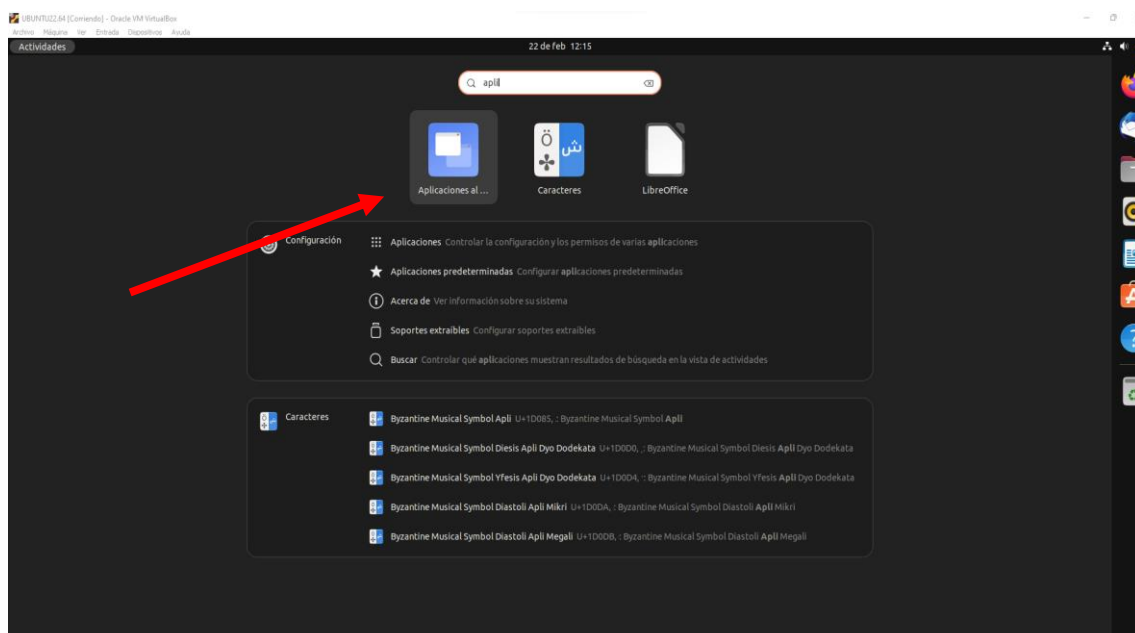 UBUNTU22.64 [Corriendo] - Oracle VM VirtualBox
Archivo Máquina Ver Entrada Dispositivos Ayuda
Actividades
22 de feb 12:15
apli
Aplicaciones al ...
Caracteres
LibreOffice
Configuración
Aplicaciones Controlar la configuración y los permisos de varias aplicaciones
Aplicaciones predeterminadas Configurar aplicaciones predeterminadas
Acerca de Ver información sobre su sistema
Soportes extraíbles Configurar soportes extraíbles
Buscar Controlar qué aplicaciones muestran resultados de búsqueda en la vista de actividades
Caracteres
Byzantine Musical Symbol Apli U+1D085, : Byzantine Musical Symbol Apli
Byzantine Musical Symbol Diesis Apli Dyo Dodekata U+1D0D0, : Byzantine Musical Symbol Diesis Apli Dyo Dodekata
Byzantine Musical Symbol Yfesis Apli Dyo Dodekata U+1D0D4, : Byzantine Musical Symbol Yfesis Apli Dyo Dodekata
Byzantine Musical Symbol Diastoli Apli Mikri U+1D0DA, : Byzantine Musical Symbol Diastoli Apli Mikri
Byzantine Musical Symbol Diastoli Apli Megali U+1D0DB, : Byzantine Musical Symbol Diastoli Apli Megali